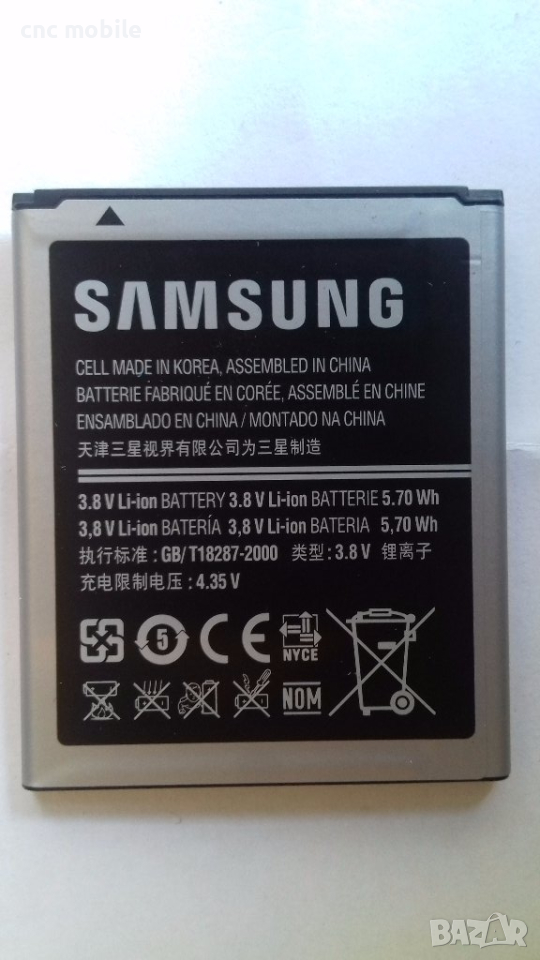 cnc mobile
SAMSUNG
CELL MADE IN KOREA, ASSEMBLED IN CHINA
BATTERIE FABRIQUÉ EN CORÉE, ASSEMBLÉ EN CHINE
ENSAMBLADO EN CHINA / MONTADO NA CHINA
天津三星视界有限公司为三星制造
3.8 V Li-ion BATTERY 3.8 V Li-ion BATTERIE 5.70 Wh
3,8 V Li-ion BATERÍA 3,8 V Li-ion BATERIA 5,70 Wh
执行标准 : GB/T18287-2000 类型 : 3.8 V 锂离子
充电限制电压 : 4.35 V
5 CE NYCE
NOM
BAZAR